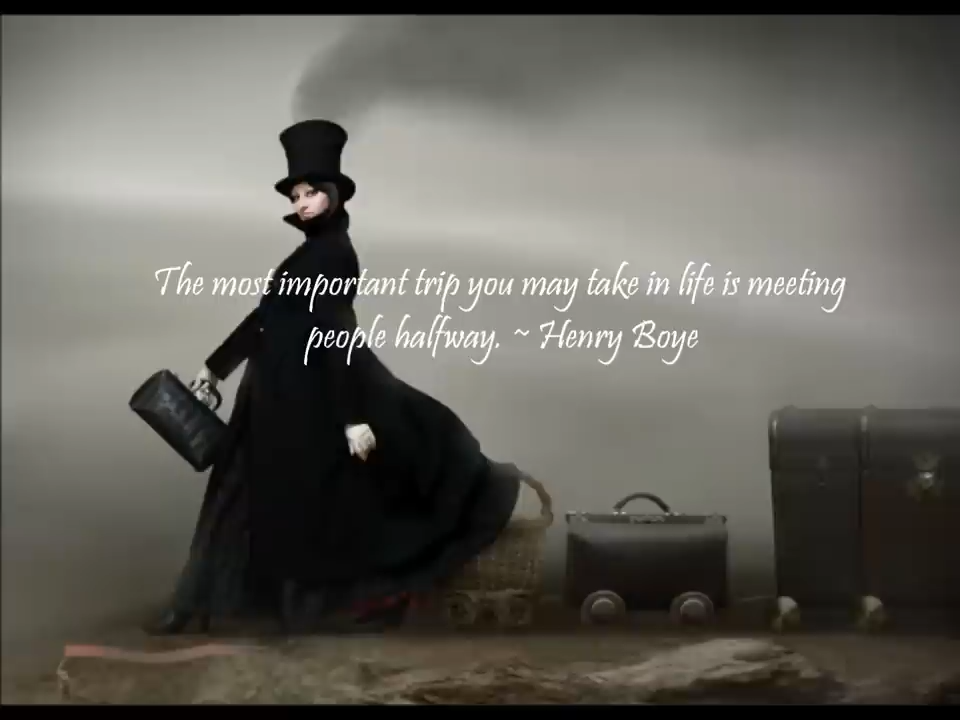 The most important trip you may take in life is meeting
people halfway. ~ Henry Boye